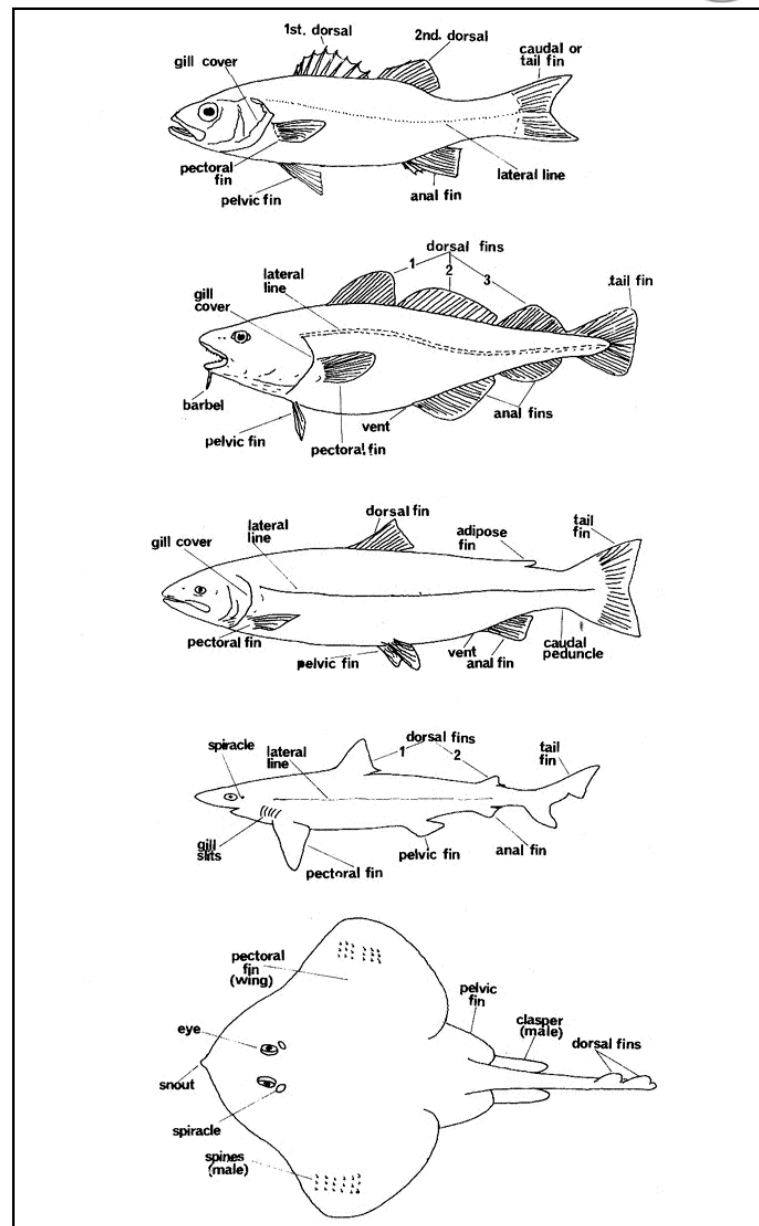 1st. dorsal
2nd. dorsal
caudal or
tail fin
gill cover
pectoral
fin
pelvic fin
anal fin
lateral line
dorsal fins
1
2
3
lateral
line
gill
cover
tail fin
barbel
pelvic fin
pectoral fin
vent
anal fins
dorsal fin
lateral
line
gill cover
adipose
fin
tail
fin
pectoral fin
pelvic fin
vent
anal fin
caudal
peduncle
spiracle
lateral
line
dorsal fins
1
2
tail
fin
gill
slits
pectoral fin
pelvic fin
anal fin
pectoral
fin
(wing)
pelvic
fin
clasper
(male)
dorsal fins
eye
snout
spiracle
spines
(male)